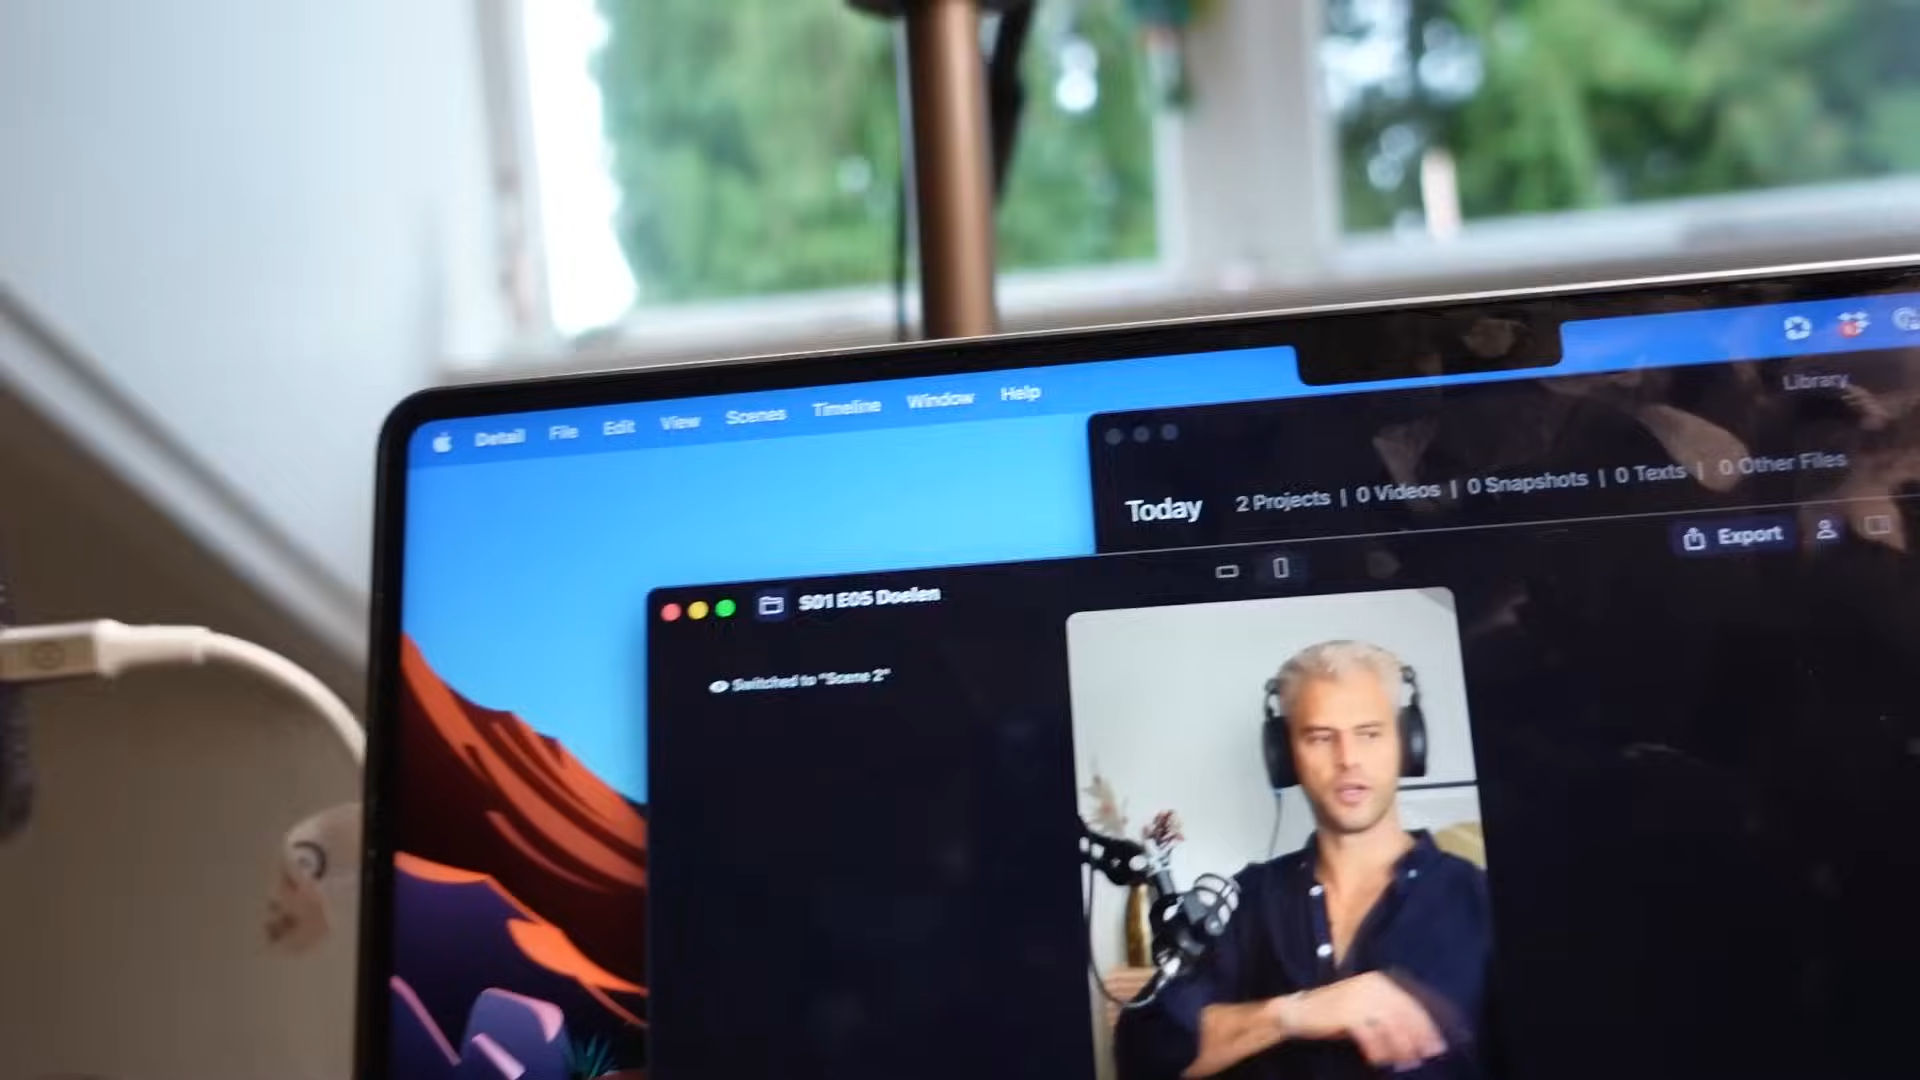 Detail File Edit View Scenes Timeline Window Help
Library
Today 2 Projects | 0 Videos | 0 Snapshots | 0 Texts | 0 Other Files
Export
S01 E05 Doelen
Switched to "Scene 2"